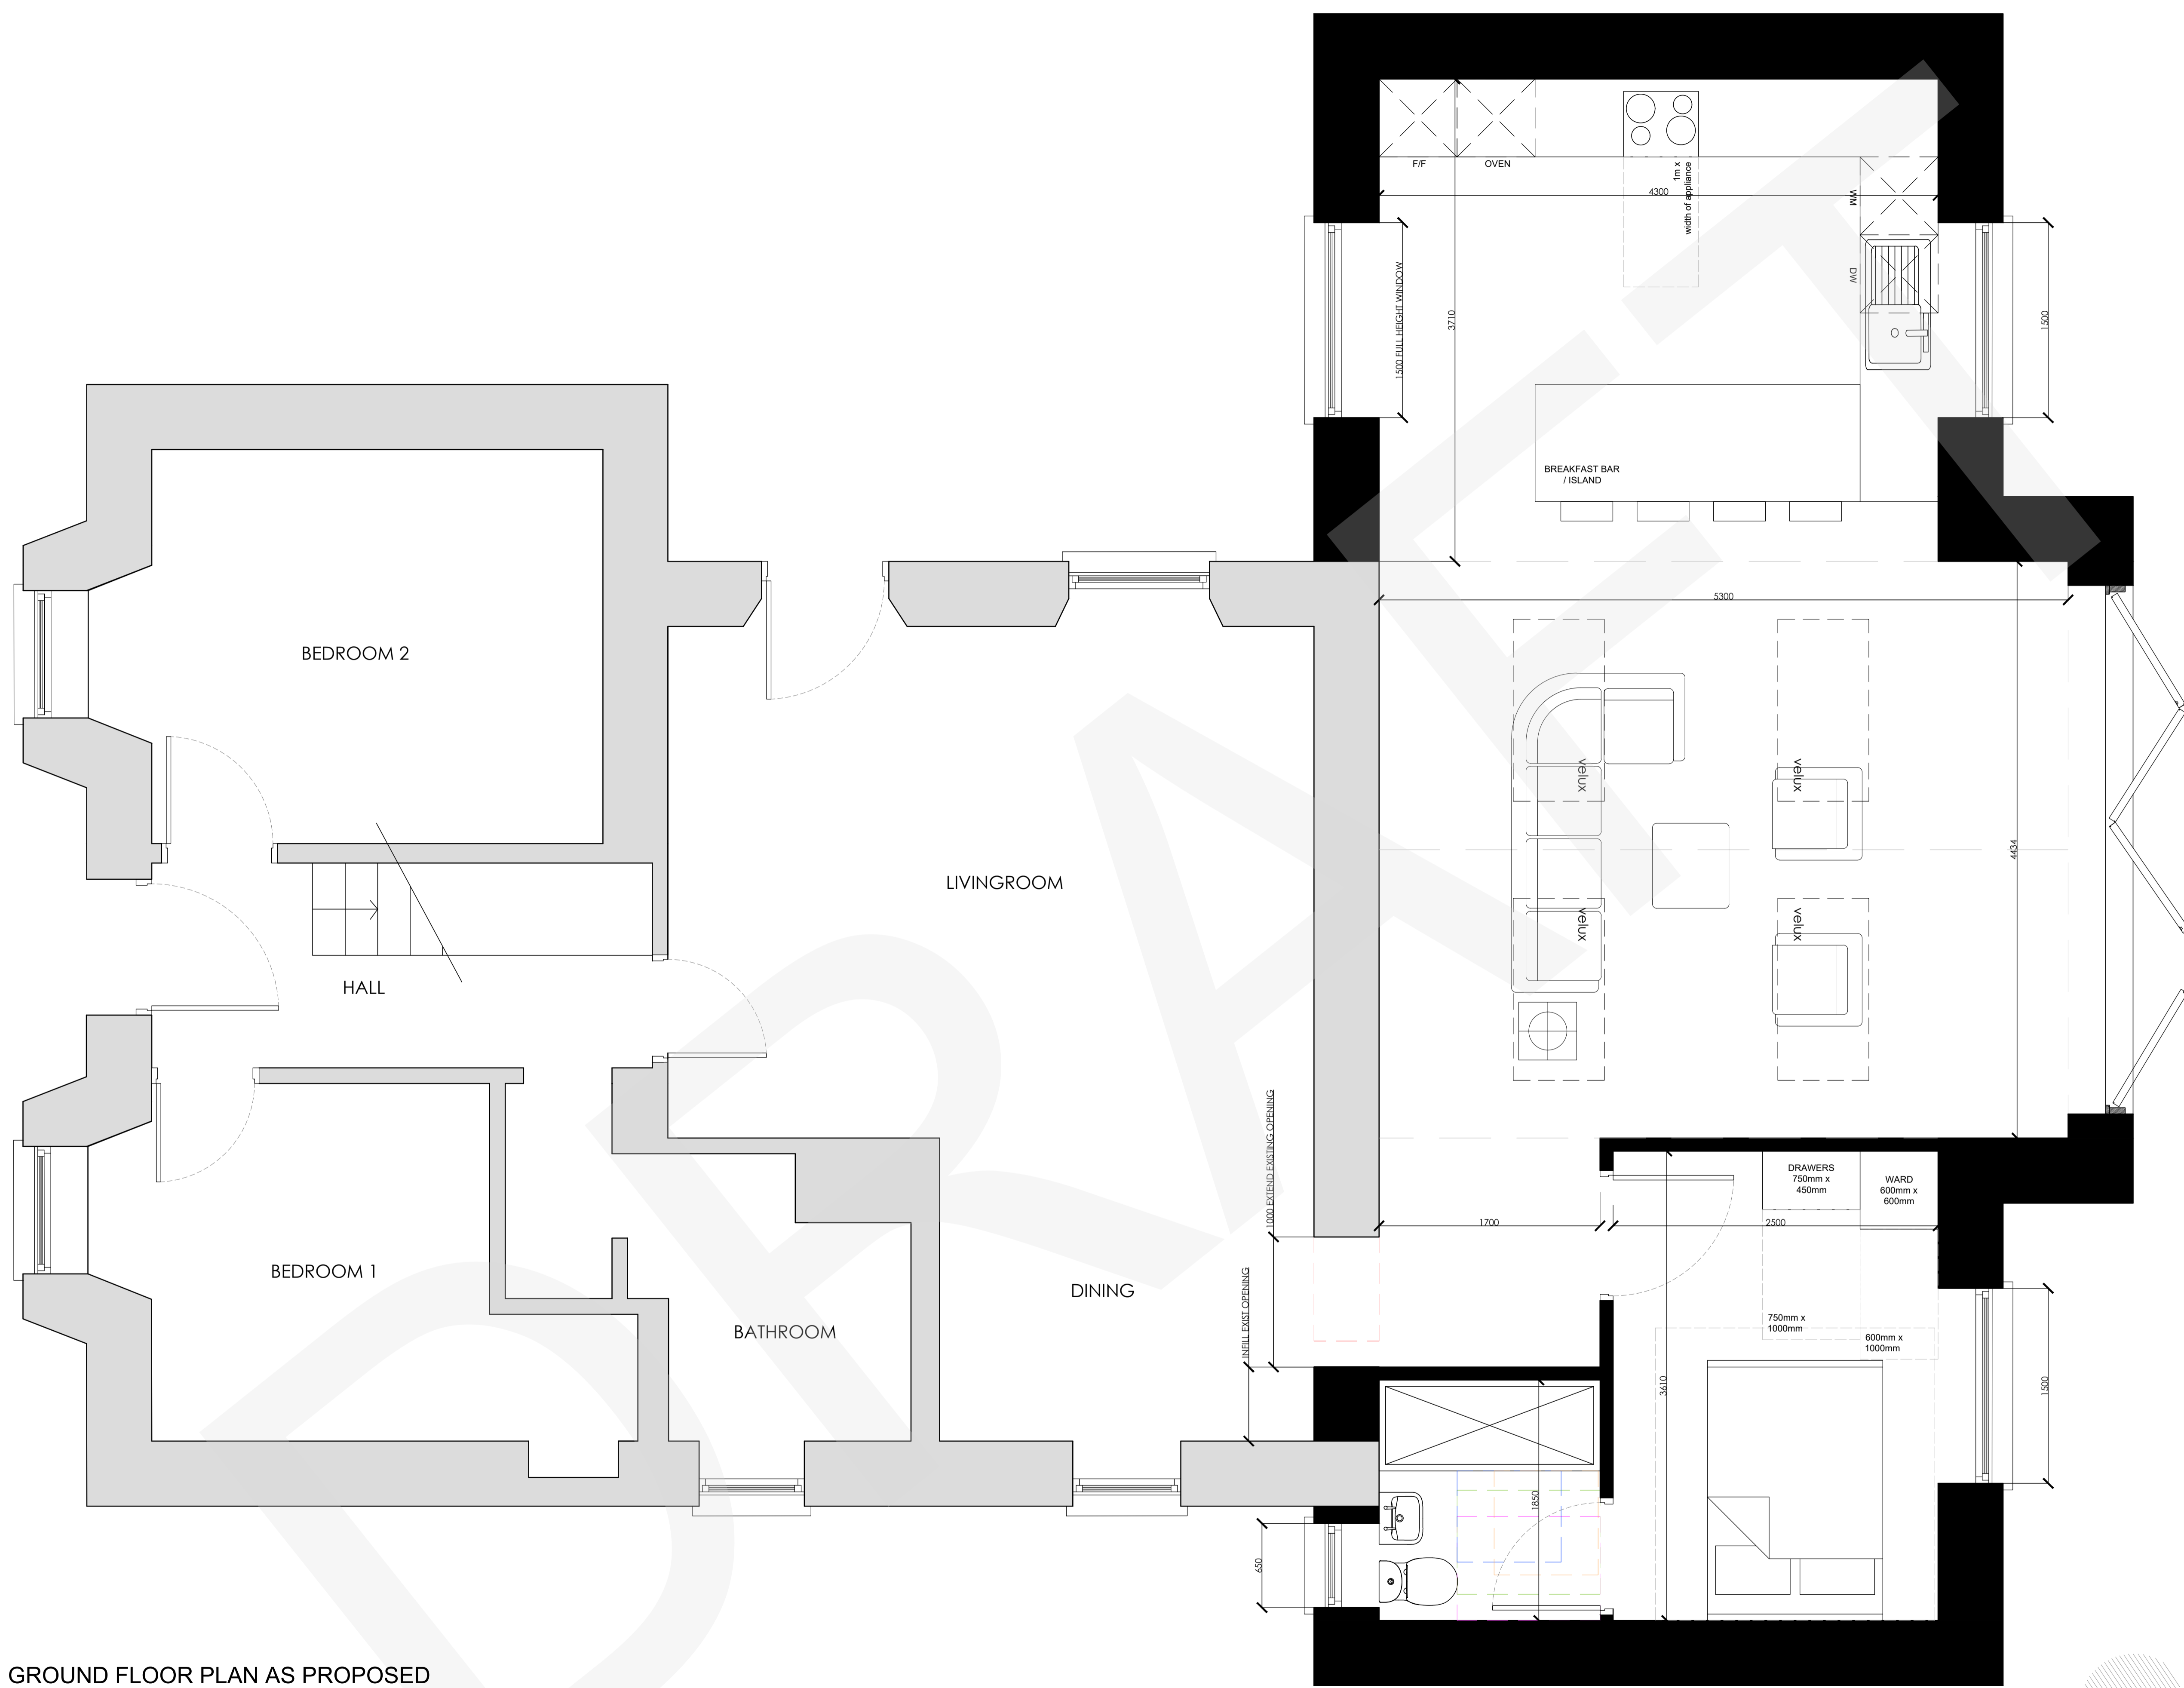 F/F
OVEN
1m x
width of appliance
4300
WM
DW
1500 FULL HEIGHT WINDOW
3710
1500
BREAKFAST BAR
/ ISLAND
5300
BEDROOM 2
velux
velux
LIVINGROOM
4434
velux
velux
HALL
1000 EXTEND EXISTING OPENING
DRAWERS
750mm x
450mm
WARD
600mm x
600mm
1700
2500
BEDROOM 1
DINING
INFILL EXIST OPENING
BATHROOM
750mm x
1000mm
600mm x
1000mm
3610
1500
1850
650
GROUND FLOOR PLAN AS PROPOSED
DRAFT